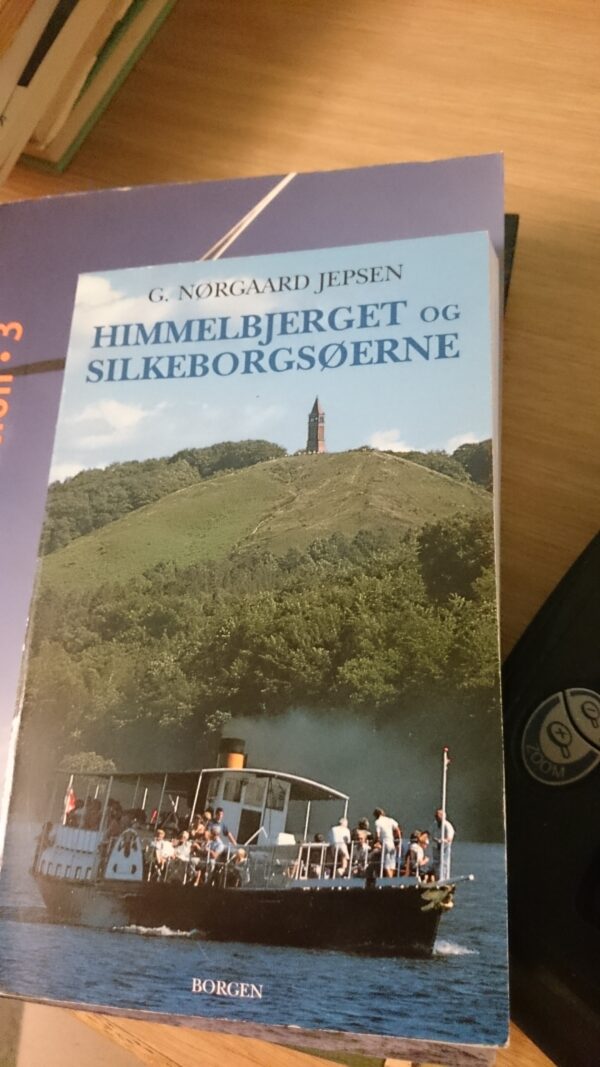 G. NØRGAARD JEPSEN
HIMMELBJERGET OG
SILKEBORGSØERNE
BORGEN
ZOOM